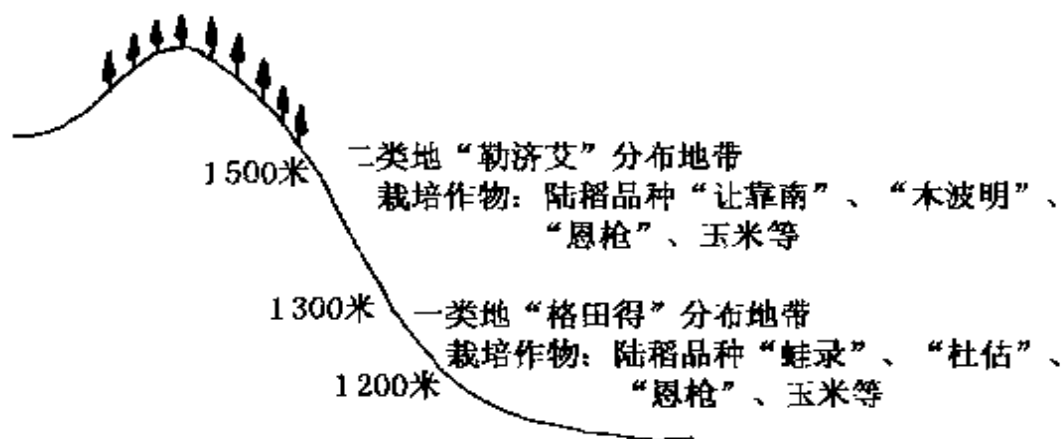 二类地“勒济艾”分布地带
1500米
栽培作物：陆稻品种“让靠南”、“木波明”、
“恩枪”、玉米等
1300米
一类地“格田得”分布地带
栽培作物：陆稻品种“蛙录”、“杜估”、
1200米
“恩枪”、玉米等